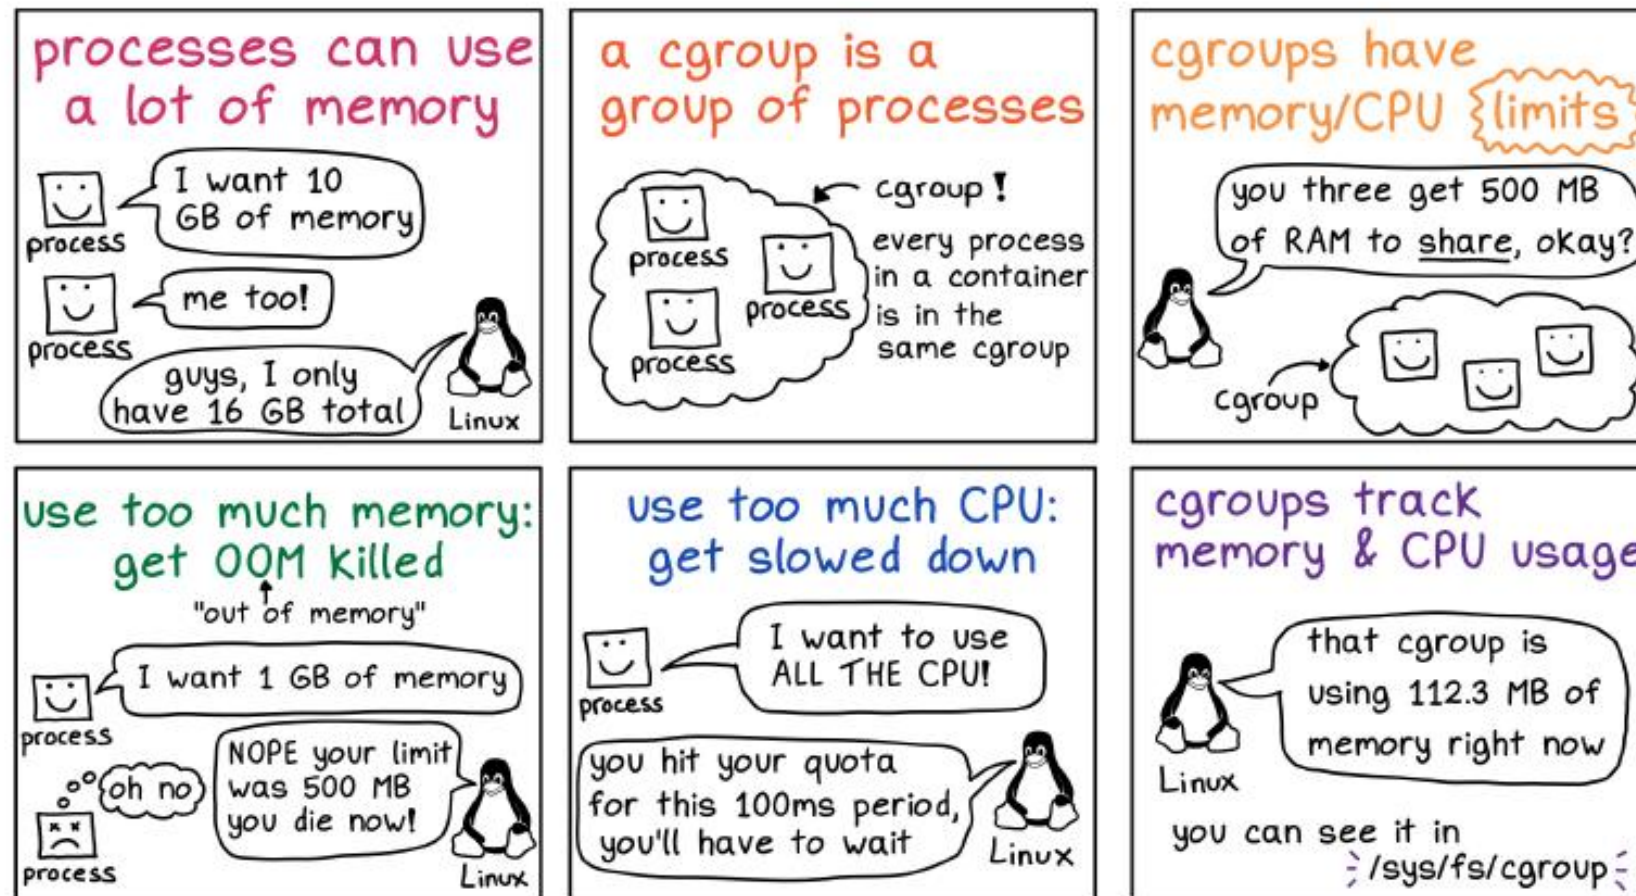 processes can use
a lot of memory
I want 10
GB of memory
process
me too!
process
guys, I only
have 16 GB total
Linux
a cgroup is a
group of processes
process
process
process
cgroup!
every process
in a container
is in the
same cgroup
cgroups have
memory/CPU limits
you three get 500 MB
of RAM to share, okay?
cgroup
use too much memory:
get OOM killed
"out of memory"
I want 1 GB of memory
process
NOPE your limit
was 500 MB
you die now!
oh no
process
Linux
use too much CPU:
get slowed down
I want to use
ALL THE CPU!
process
you hit your quota
for this 100ms period,
you'll have to wait
Linux
cgroups track
memory & CPU usage
that cgroup is
using 112.3 MB of
memory right now
Linux
you can see it in
/sys/fs/cgroup